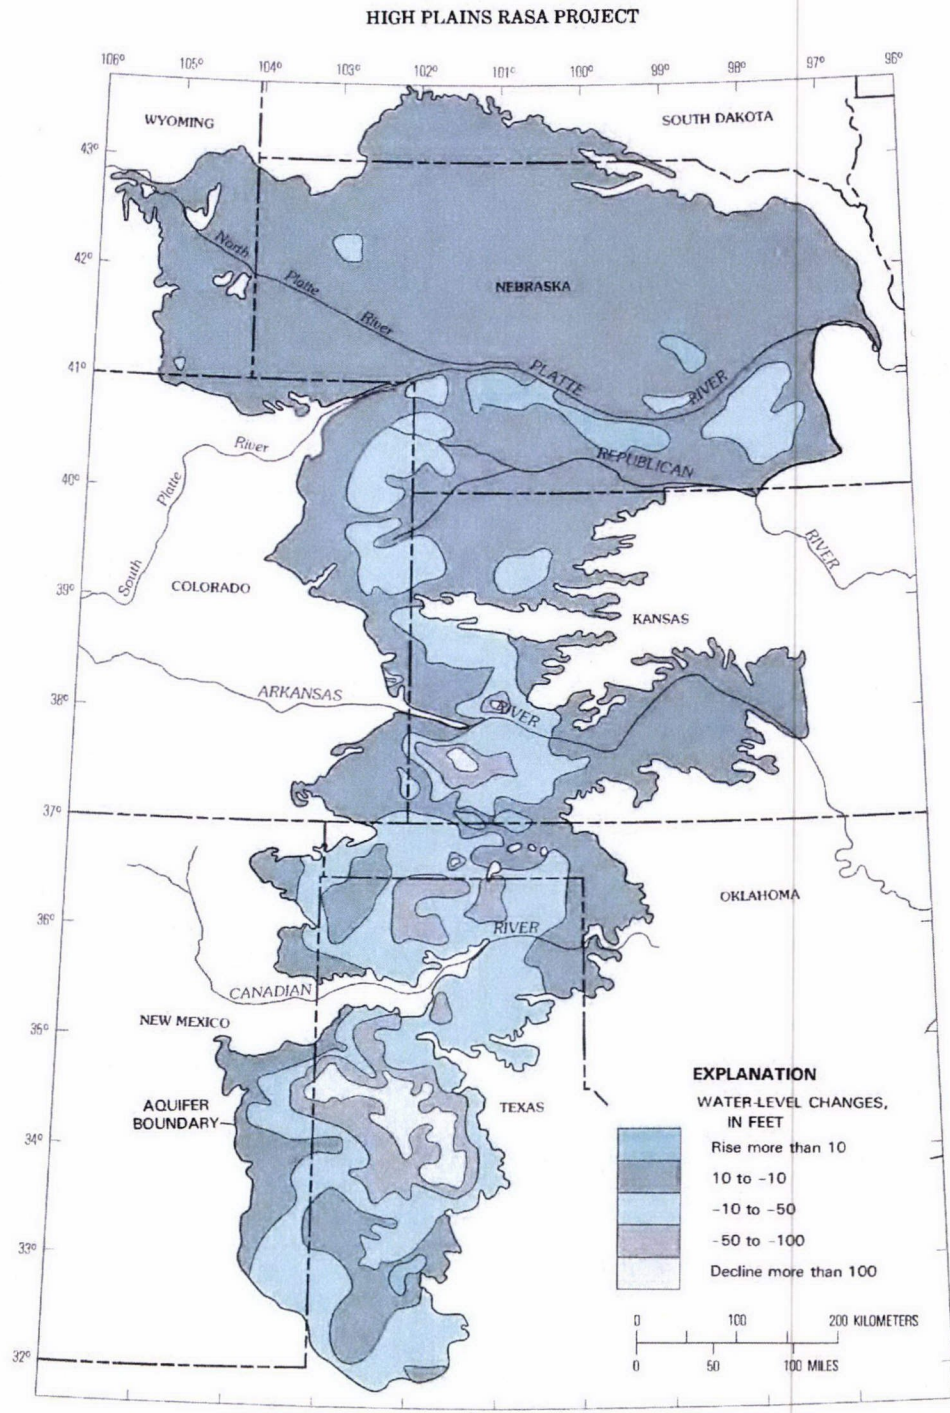 HIGH PLAINS RASA PROJECT
106°
105°
104°
103°
102°
101°
100°
99°
98°
97°
96°
WYOMING
SOUTH DAKOTA
43°
North
Platte
River
42°
NEBRASKA
41°
PLATTE
RIVER
South
Platte
River
REPUBLICAN
RIVER
40°
39°
COLORADO
KANSAS
ARKANSAS
RIVER
38°
37°
OKLAHOMA
36°
RIVER
CANADIAN
NEW MEXICO
35°
AQUIFER
BOUNDARY
TEXAS
34°
33°
32°
EXPLANATION
WATER-LEVEL CHANGES,
IN FEET
Rise more than 10
10 to -10
-10 to -50
-50 to -100
Decline more than 100
0 100 200 KILOMETERS
0 50 100 MILES